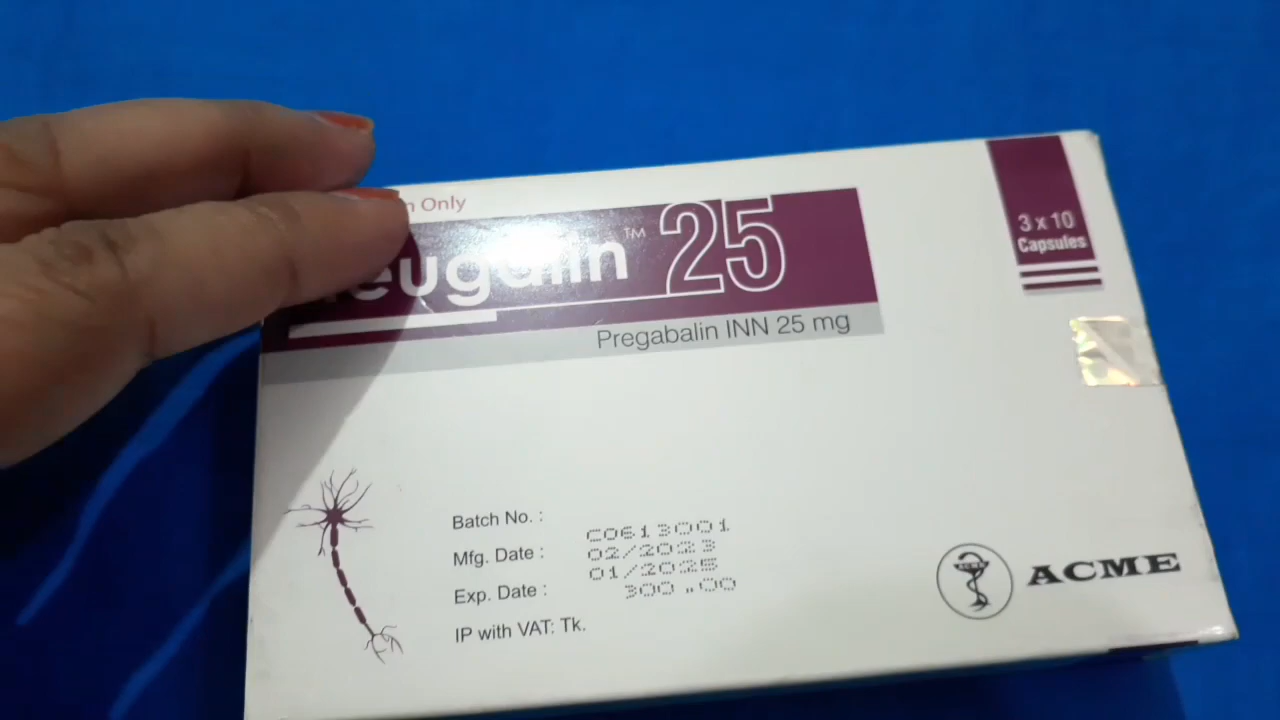 Only
25
TM
Pregabalin INN 25 mg
3 x 10
Capsules
Batch No. :
C0613001
Mfg. Date :
02/2023
Exp. Date :
01/2025
IP with VAT: Tk.
300.00
ACME